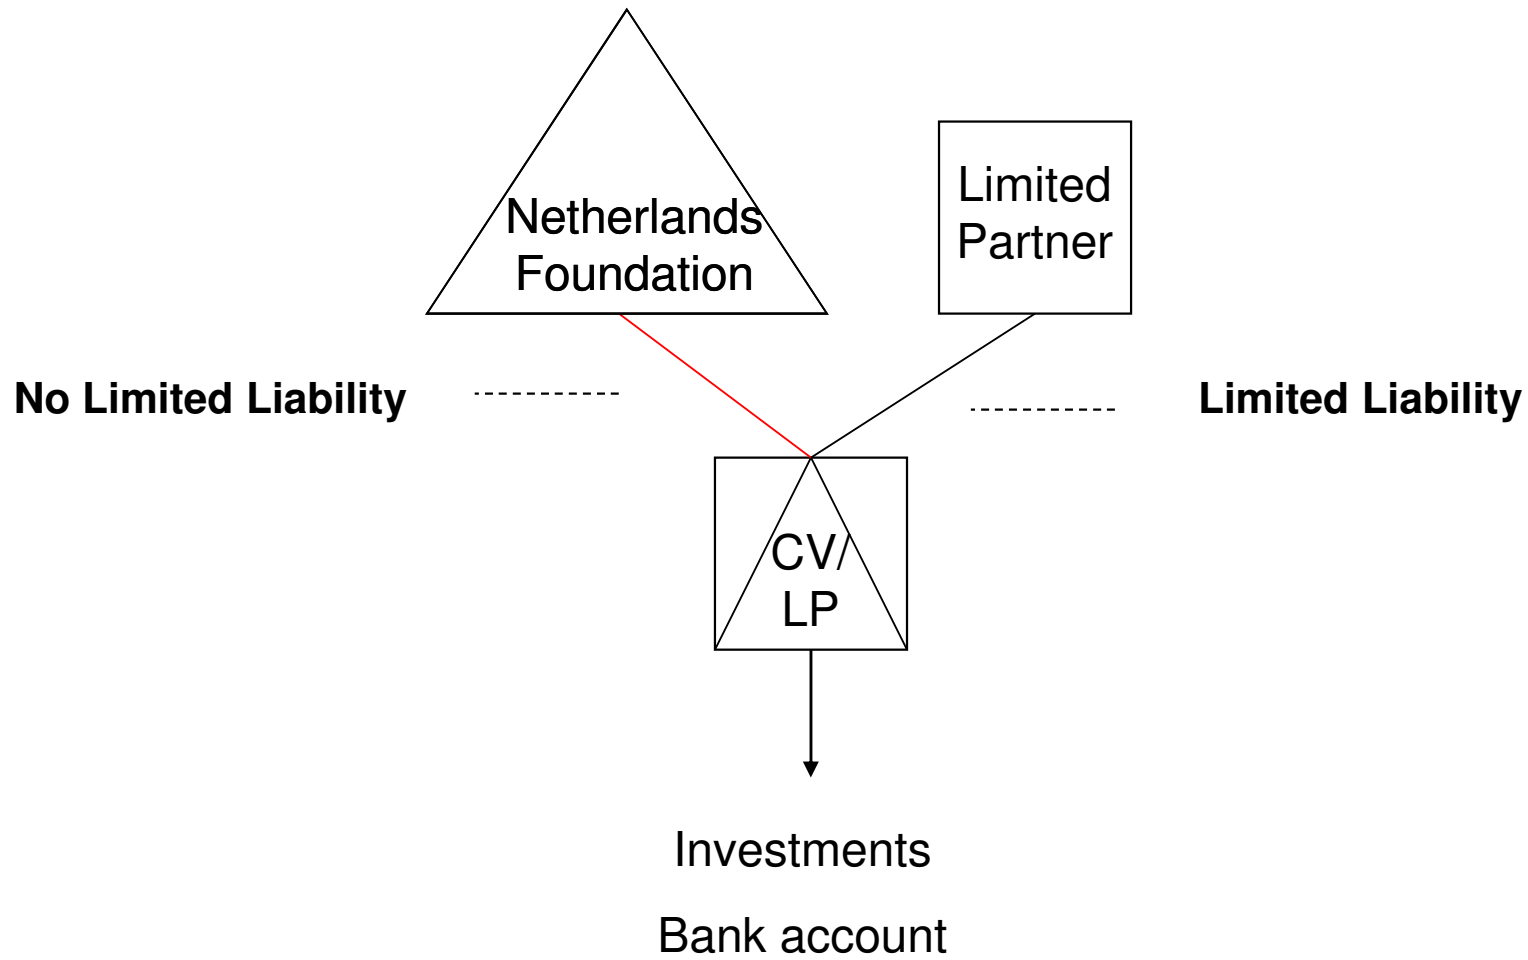 Netherlands
Foundation
Limited
Partner
No Limited Liability
Limited Liability
CV/
LP
Investments
Bank account